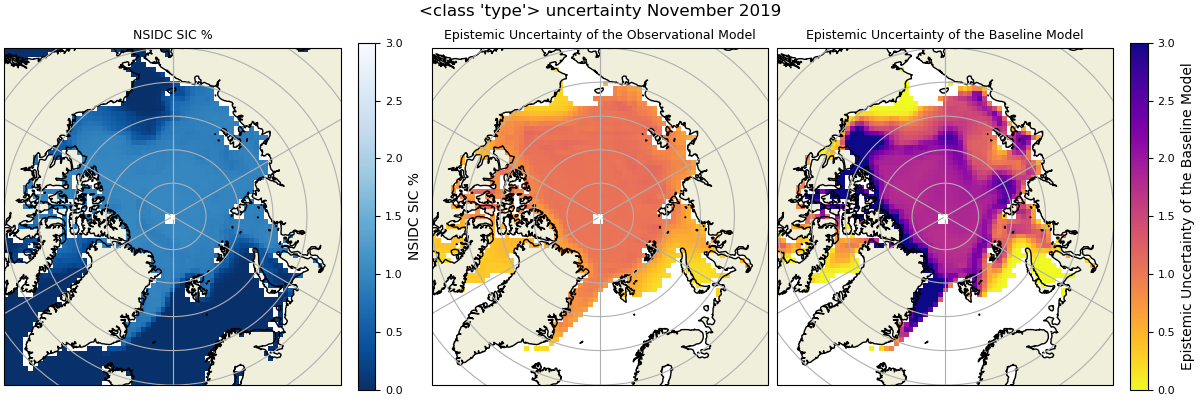 <class 'type'> uncertainty November 2019
NSIDC SIC %
Epistemic Uncertainty of the Observational Model
Epistemic Uncertainty of the Baseline Model
3.0
2.5
2.0
1.5
1.0
0.5
0.0
NSIDC SIC %
3.0
2.5
2.0
1.5
1.0
0.5
0.0
Epistemic Uncertainty of the Baseline Model